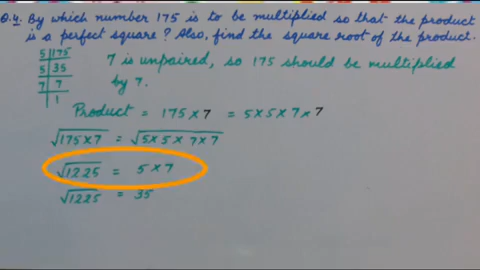 Q.4. By which number 175 is to be multiplied so that the product
is a perfect square? Also, find the square root of the product.
5 | 175
5 | 35
7 | 7
1
7 is unpaired, so 175 should be multiplied
by 7.
Product = 175 × 7 = 5 × 5 × 7 × 7
√175×7 = √5×5×7×7
√1225 = 5 × 7
√1225 = 35